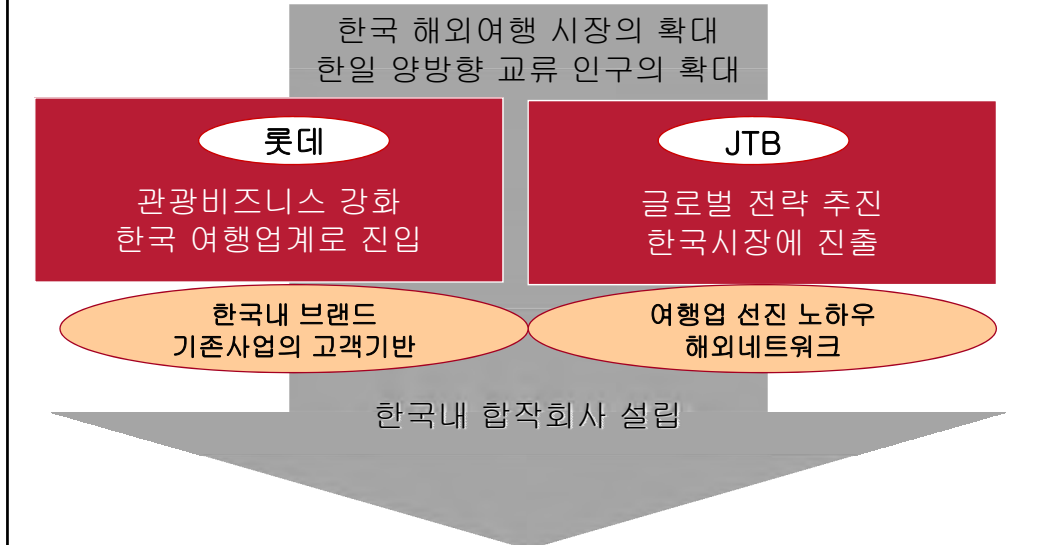 한국 해외여행 시장의 확대
한일 양방향 교류 인구의 확대
롯데
관광비즈니스 강화
한국 여행업계로 진입
한국내 브랜드
기존사업의 고객기반
JTB
글로벌 전략 추진
한국시장에 진출
여행업 선진 노하우
해외네트워크
한국내 합작회사 설립